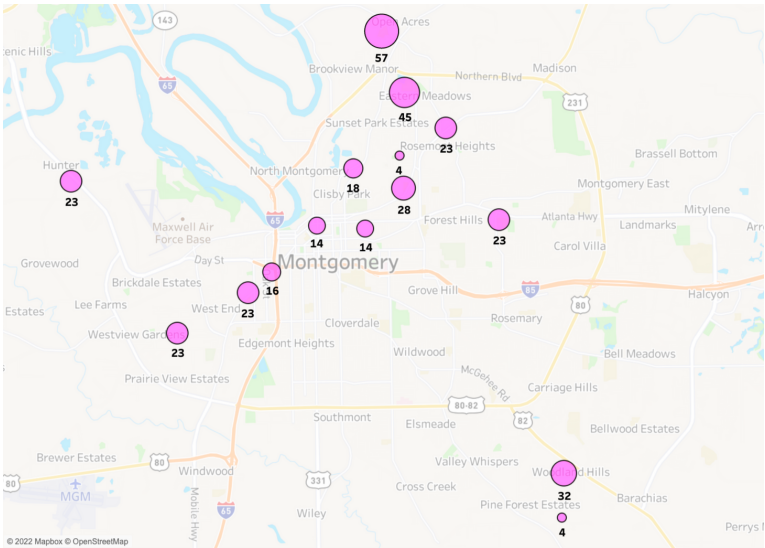 143
Open Acres
cenic Hills
57
Brookview Manor
Northern Blvd
Madison
65
Eastern Meadows
231
45
Sunset Park Estates
23
Rosemont Heights
Brassell Bottom
4
Hunter
North Montgomery
18
Montgomery East
23
Clisby Park
28
Mitylene
65
Forest Hills
Atlanta Hwy
Landmarks
Maxwell Air
Force Base
14
14
23
Carol Villa
Grovewood
Day St
Montgomery
Brickdale Estates
16
Grove Hill
85
Halcyon
Lee Farms
West End
23
80
Estates
Rosemary
Westview Gardens
Cloverdale
23
Edgemont Heights
Wildwood
Bell Meadows
McGehee Rd
Prairie View Estates
Carriage Hills
80-82
Southmont
Elsmeade
82
Bellwood Estates
Brewer Estates
80
Windwood
Valley Whispers
Woodland Hills
80
331
Cross Creek
32
MGM
Mobile Hwy
65
Wiley
Pine Forest Estates
Barachias
4
Perrys
© 2022 Mapbox © OpenStreetMap